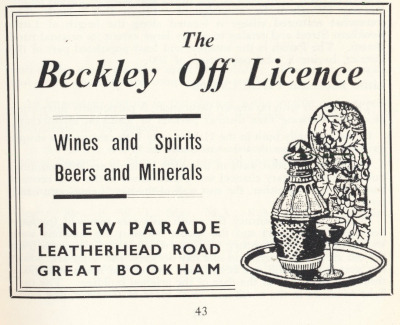 The
Beckley Off Licence
Wines and Spirits
Beers and Minerals
1 NEW PARADE
LEATHERHEAD ROAD
GREAT BOOKHAM
43